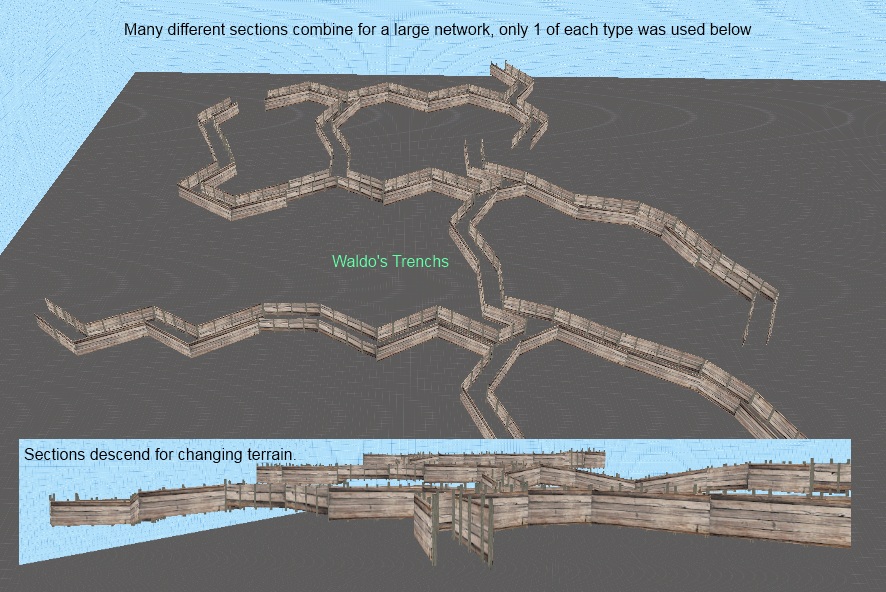 Many different sections combine for a large network, only 1 of each type was used below
Waldo's Trenchs
Sections descend for changing terrain.